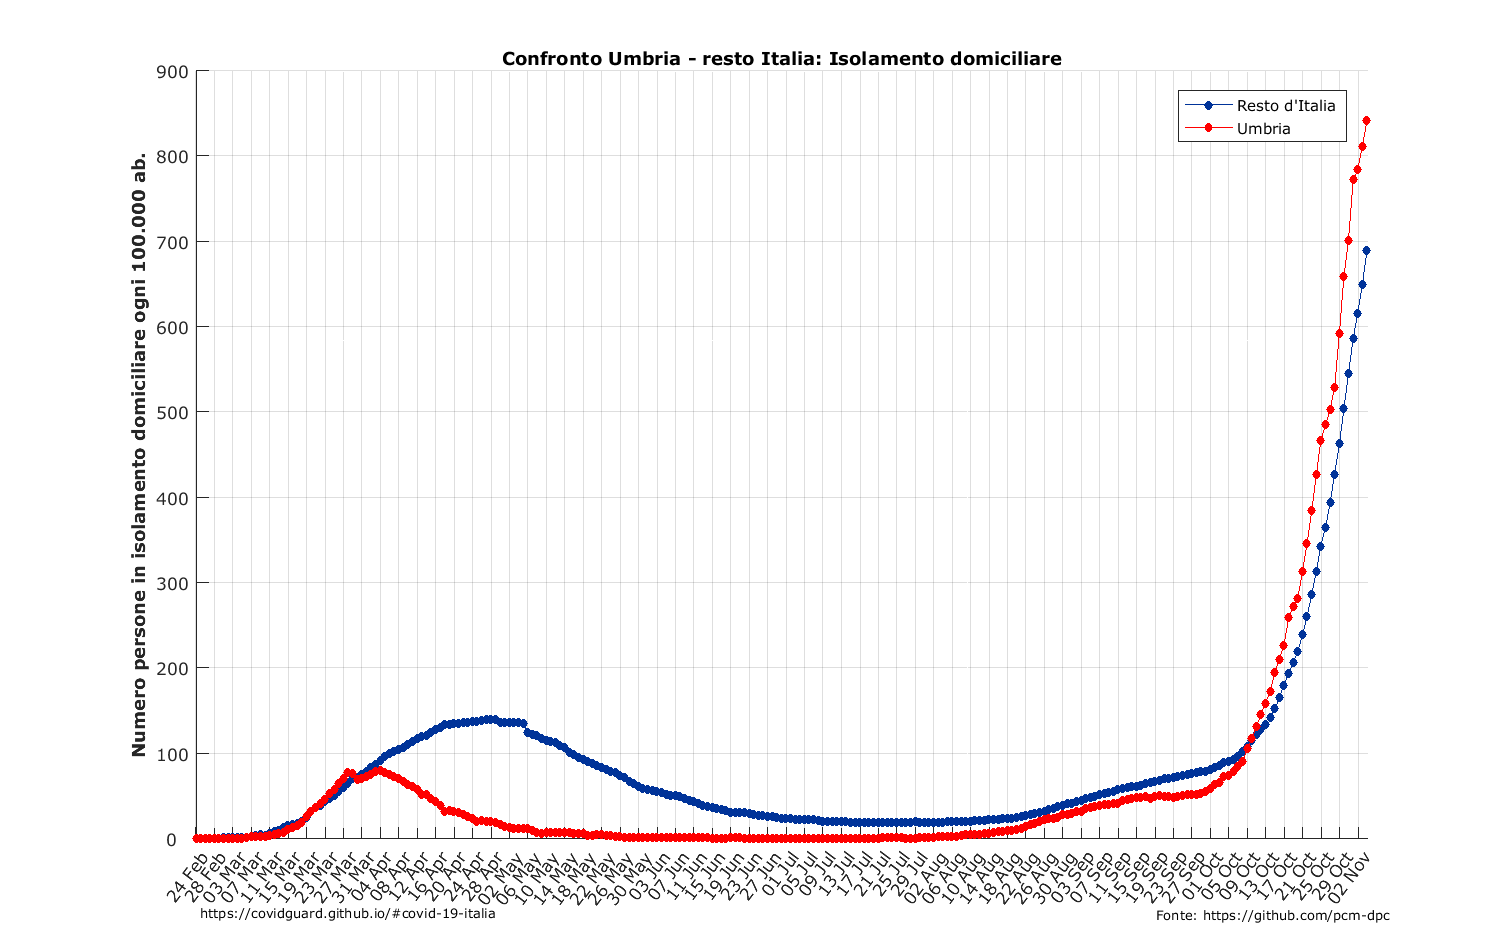 Confronto Umbria - resto Italia: Isolamento domiciliare
Numero persone in isolamento domiciliare ogni 100.000 ab.
900
800
700
600
500
400
300
200
100
0
Resto d'Italia
Umbria
24 Feb
28 Feb
03 Mar
07 Mar
11 Mar
15 Mar
19 Mar
23 Mar
27 Mar
31 Mar
04 Apr
08 Apr
12 Apr
16 Apr
20 Apr
24 Apr
28 Apr
02 May
06 May
10 May
14 May
18 May
22 May
26 May
30 May
03 Jun
07 Jun
11 Jun
15 Jun
19 Jun
23 Jun
27 Jun
01 Jul
05 Jul
09 Jul
13 Jul
17 Jul
21 Jul
25 Jul
29 Jul
02 Aug
06 Aug
10 Aug
14 Aug
18 Aug
22 Aug
26 Aug
30 Aug
03 Sep
07 Sep
11 Sep
15 Sep
19 Sep
23 Sep
27 Sep
01 Oct
05 Oct
09 Oct
13 Oct
17 Oct
21 Oct
25 Oct
29 Oct
02 Nov
https://covidguard.github.io/#covid-19-italia
Fonte: https://github.com/pcm-dpc